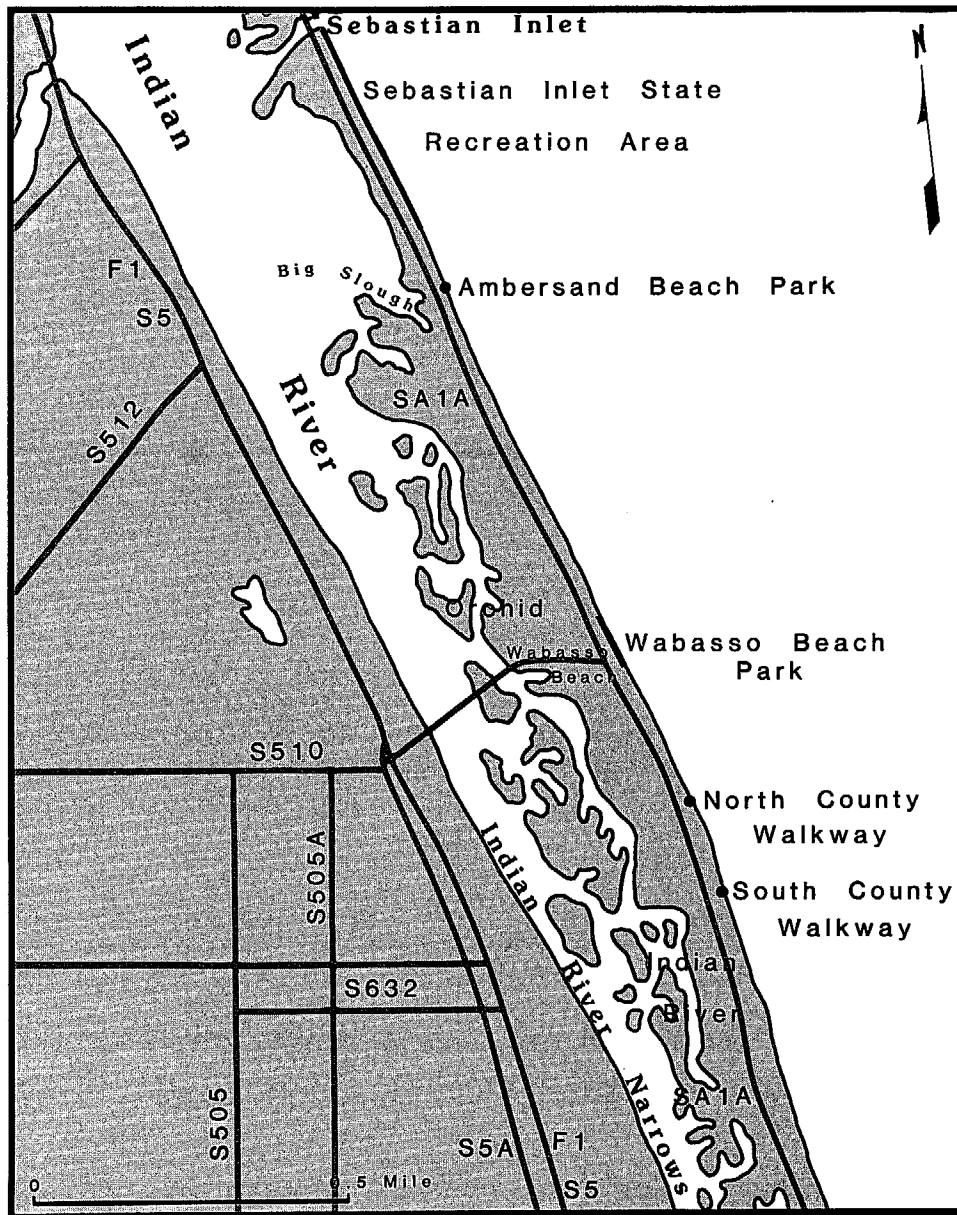 Sebastian Inlet
N
Indian
Sebastian Inlet State
Recreation Area
F1
S5
Big Slough
Ambersand Beach Park
River
SA1A
S512
Orchid
Wabasso
Beach
Wabasso Beach
Park
S510
North County
Walkway
S505A
Indian
South County
Walkway
River
Indian
River
S632
Narrows
SA1A
S505
S5A
F1
S5
0
0.5 Mile